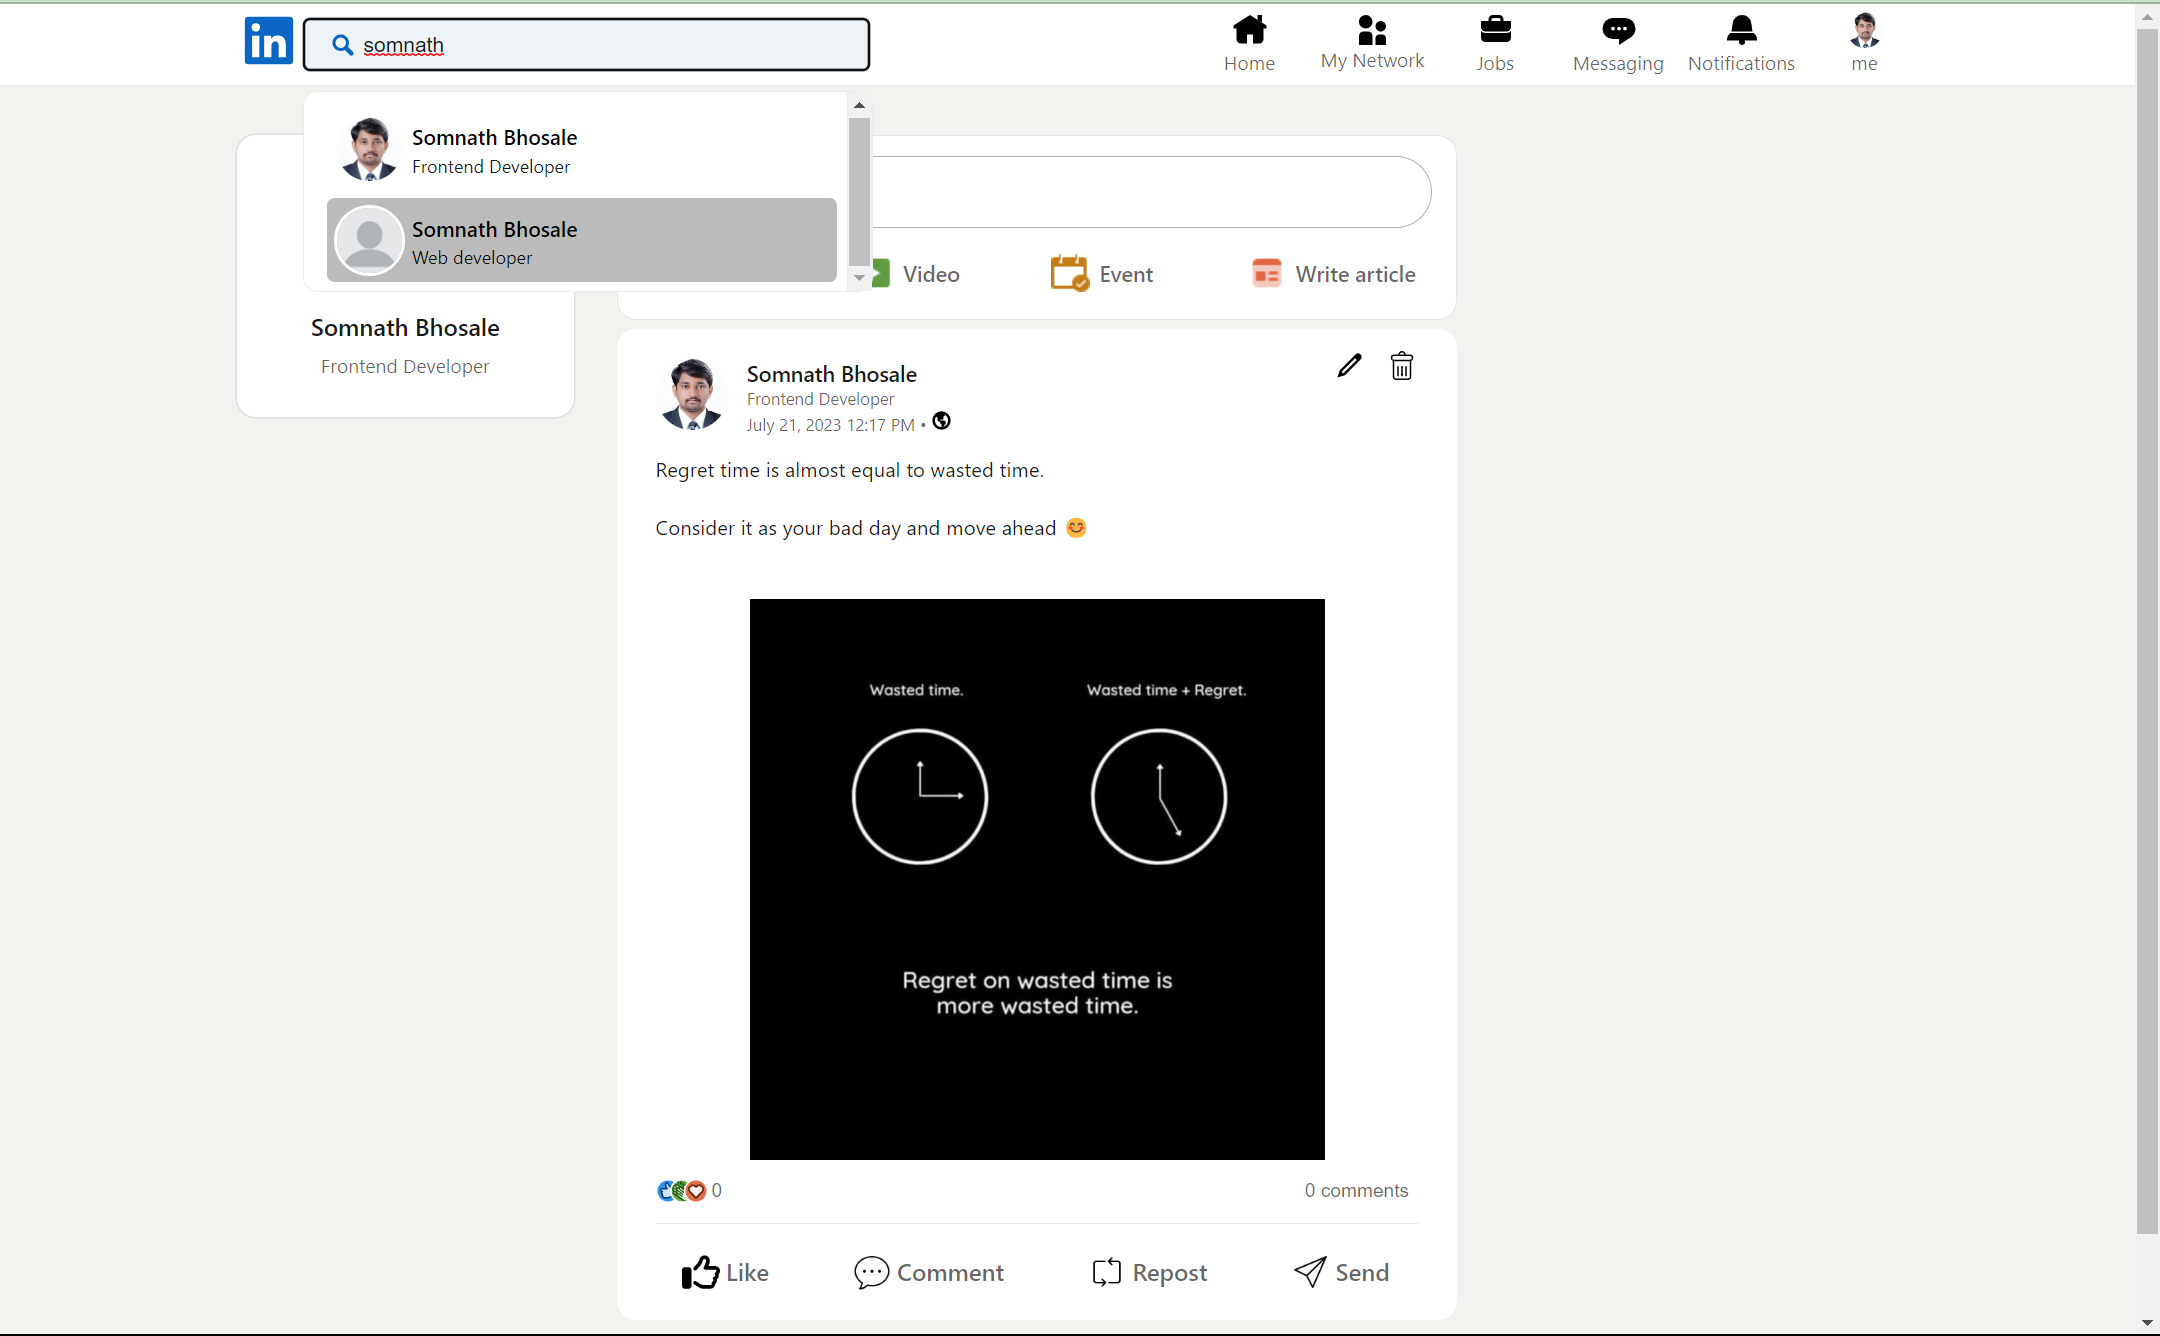 in
somnath
Home
My Network
Jobs
Messaging
Notifications
me
Somnath Bhosale
Frontend Developer
Somnath Bhosale
Web developer
Video
Event
Write article
Somnath Bhosale
Frontend Developer
Somnath Bhosale
Frontend Developer
July 21, 2023 12:17 PM •
Regret time is almost equal to wasted time.
Consider it as your bad day and move ahead 😊
Wasted time.
Wasted time + Regret.
Regret on wasted time is
more wasted time.
0
0 comments
Like
Comment
Repost
Send